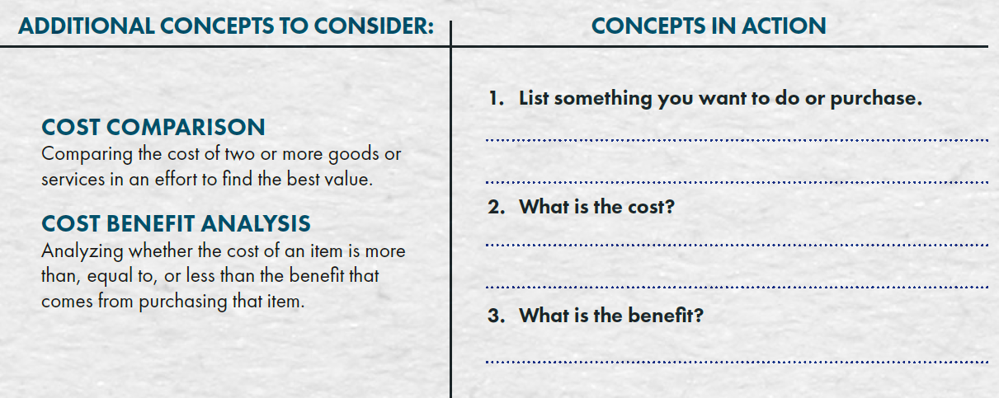 ADDITIONAL CONCEPTS TO CONSIDER:
COST COMPARISON
Comparing the cost of two or more goods or
services in an effort to find the best value.
COST BENEFIT ANALYSIS
Analyzing whether the cost of an item is more
than, equal to, or less than the benefit that
comes from purchasing that item.
CONCEPTS IN ACTION
1. List something you want to do or purchase.
2. What is the cost?
3. What is the benefit?